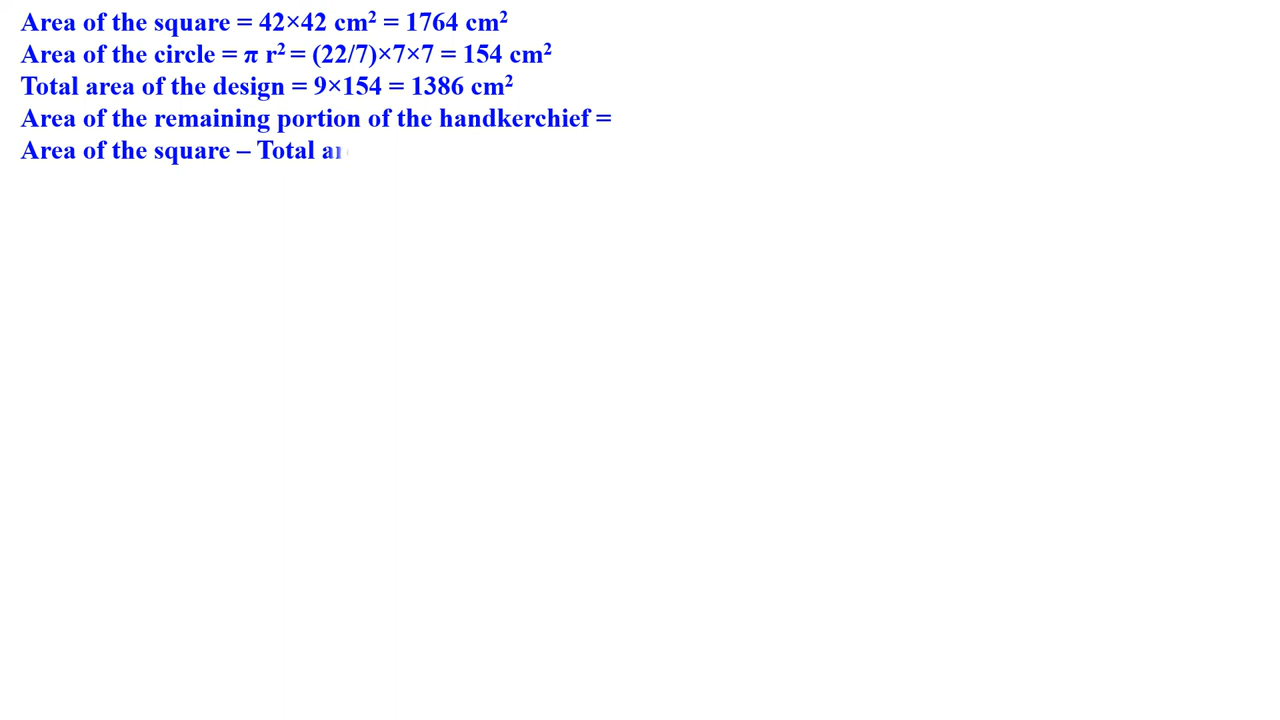 Area of the square = 42×42 cm² = 1764 cm²
Area of the circle = π r² = (22/7)×7×7 = 154 cm²
Total area of the design = 9×154 = 1386 cm²
Area of the remaining portion of the handkerchief =
Area of the square – Total